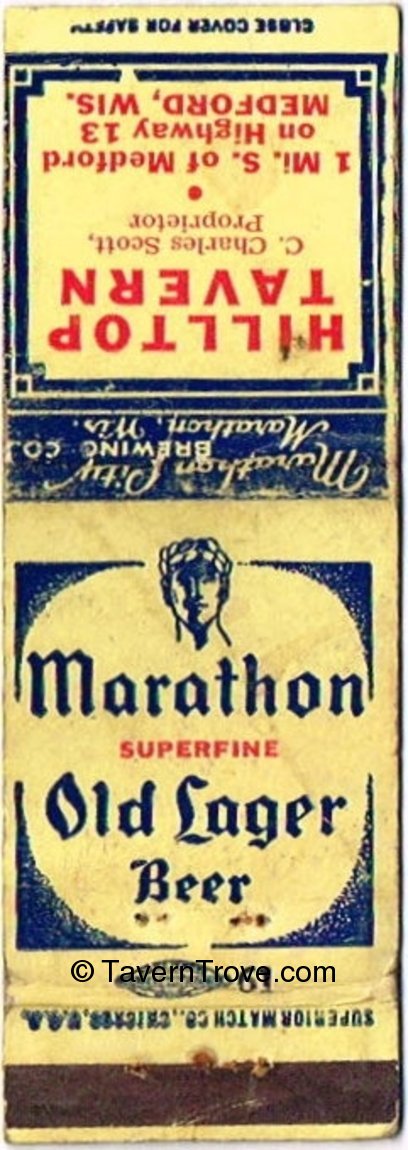 CLOSE COVER FOR SAFETY
HILLTOP
TAVERN
C. Charles Scott,
Proprietor
•
1 Mi. S. of Medford
on Highway 13
MEDFORD, WIS.
Marathon City
BREWING CO.
Marathon, Wis.
Marathon
SUPERFINE
Old Lager
Beer
© TavernTrove.com
SUPERIOR MATCH CO., CHICAGO, U.S.A.